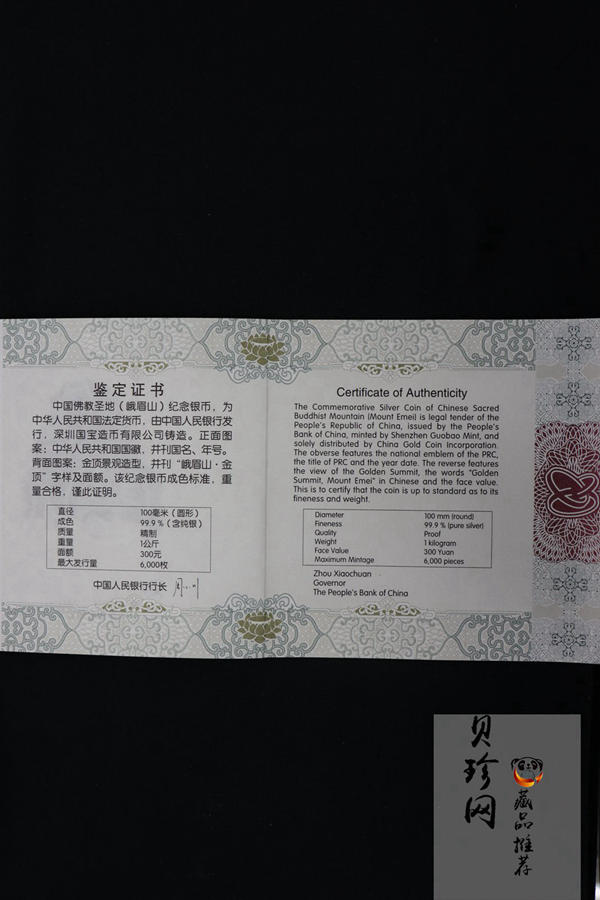 鉴定证书
中国佛教圣地（峨眉山）纪念银币，为
中华人民共和国法定货币，由中国人民银行发
行，深圳国宝造币有限公司铸造。正面图
案：中华人民共和国国徽，并刊国名、年号。
背面图案：金顶景观造型，并刊“峨眉山·金
顶”字样及面额。该纪念银币成色标准，重
量合格，谨此证明。
直径 100毫米（圆形）
成色 99.9％（含纯银）
质量 精制
重量 1公斤
面额 300元
最大发行量 6,000枚
中国人民银行行长
Certificate of Authenticity
The Commemorative Silver Coin of Chinese Sacred
Buddhist Mountain (Mount Emei) is legal tender of the
People's Republic of China, issued by the People's
Bank of China, minted by Shenzhen Guobao Mint, and
solely distributed by China Gold Coin Incorporation.
The obverse features the national emblem of the PRC,
the title of PRC and the year date. The reverse features
the view of the Golden Summit, the words "Golden
Summit, Mount Emei" in Chinese and the face value.
This is to certify that the coin is up to standard as to its
fineness and weight.
Diameter 100 mm (round)
Fineness 99.9 % (pure silver)
Quality Proof
Weight 1 kilogram
Face Value 300 Yuan
Maximum Mintage 6,000 pieces
Zhou Xiaochuan
Governor
The People's Bank of China
贝珍网
藏品推荐